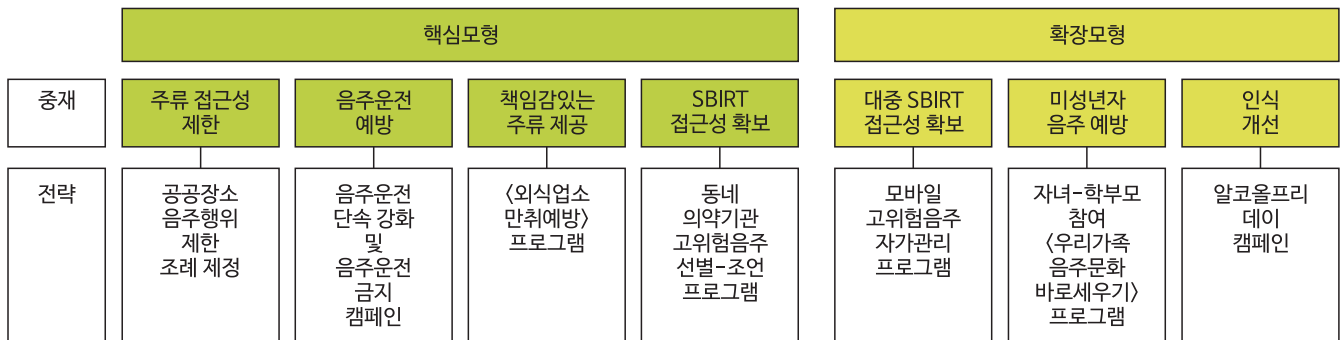 핵심모형
확장모형
중재
주류 접근성
제한
음주운전
예방
책임감있는
주류 제공
SBIRT
접근성 확보
대중 SBIRT
접근성 확보
미성년자
음주 예방
인식
개선
전략
공공장소
음주행위
제한
조례 제정
음주운전
단속 강화
및
음주운전
금지
캠페인
〈외식업소
만취예방〉
프로그램
동네
의약기관
고위험음주
선별-조언
프로그램
모바일
고위험음주
자가관리
프로그램
자녀-학부모
참여
〈우리가족
음주문화
바로세우기〉
프로그램
알코올프리
데이
캠페인